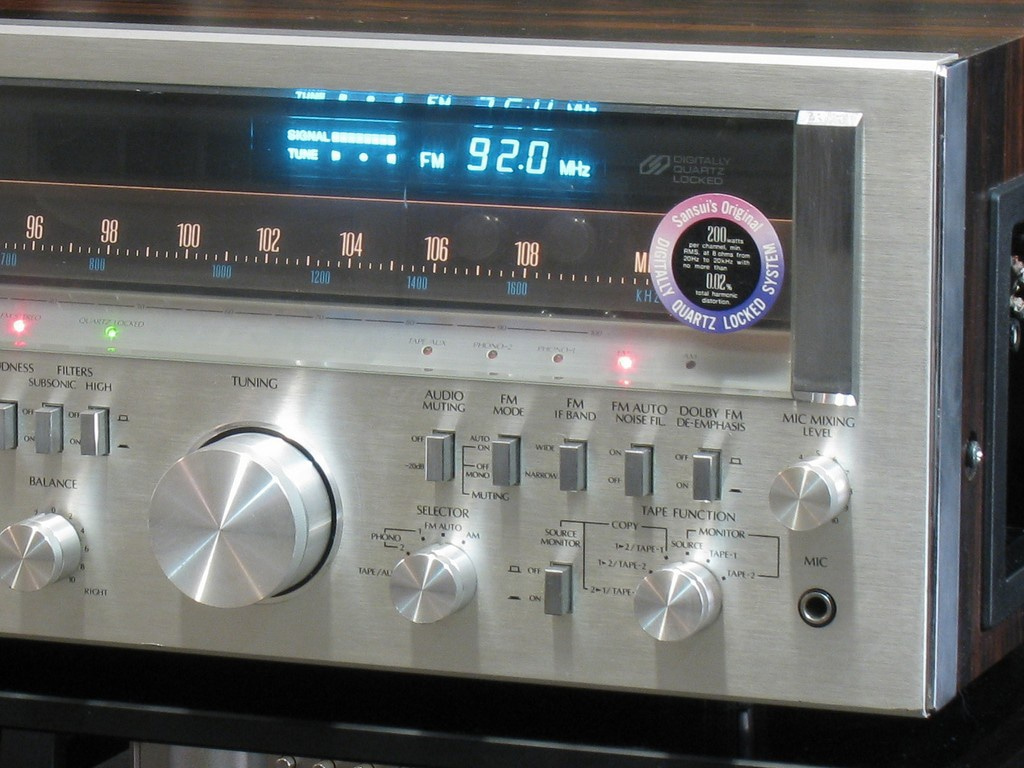 SIGNAL
TUNE FM 92.0 MHz
DIGITALLY
QUARTZ
LOCKED
96 98 100 102 104 106 108
700 800 1000 1200 1400 1600 KHz
Sansui's Original
DIGITALLY QUARTZ LOCKED SYSTEM
200 watts
per channel, min.
RMS, at 8 ohms from
20Hz to 20kHz with
no more than
0.02%
total harmonic
distortion.
QUARTZ LOCKED
TAPE/AUX PHONO-2 PHONO-1 FM AM
FILTERS
SUBSONIC HIGH
OFF OFF
ON ON
TUNING
AUDIO
MUTING
OFF
-20dB
FM
MODE
AUTO
ON
OFF
MONO
MUTING
FM
IF BAND
WIDE
NARROW
FM AUTO
NOISE FIL.
ON
OFF
DOLBY FM
DE-EMPHASIS
OFF
ON
MIC MIXING
LEVEL
BALANCE
RIGHT
SELECTOR
PHONO 1
2
FM AUTO
AM
SOURCE
MONITOR
OFF
ON
TAPE FUNCTION
COPY
MONITOR
1▸2/TAPE-1
1▸2/TAPE-2
2▸1/TAPE-
SOURCE
TAPE-1
TAPE-2
MIC